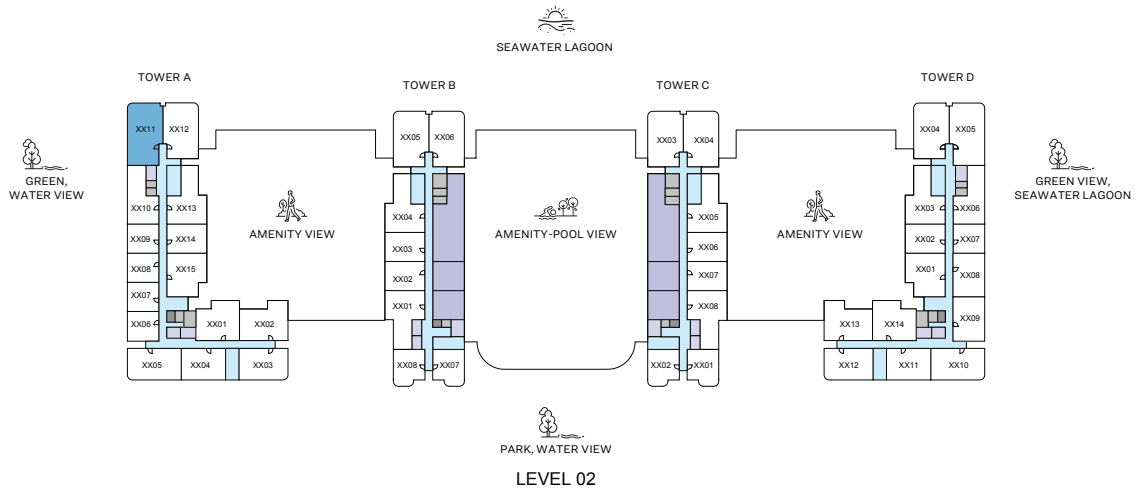 SEAWATER LAGOON
TOWER A
TOWER B
TOWER C
TOWER D
XX11
XX12
XX05
XX06
XX03
XX04
XX04
XX05
GREEN,
WATER VIEW
GREEN VIEW,
SEAWATER LAGOON
XX10
XX13
XX04
XX05
XX03
XX06
AMENITY VIEW
AMENITY-POOL VIEW
AMENITY VIEW
XX09
XX14
XX03
XX06
XX02
XX07
XX08
XX15
XX02
XX07
XX01
XX08
XX07
XX01
XX08
XX06
XX01
XX02
XX13
XX14
XX09
XX05
XX04
XX03
XX08
XX07
XX02
XX01
XX12
XX11
XX10
PARK, WATER VIEW
LEVEL 02